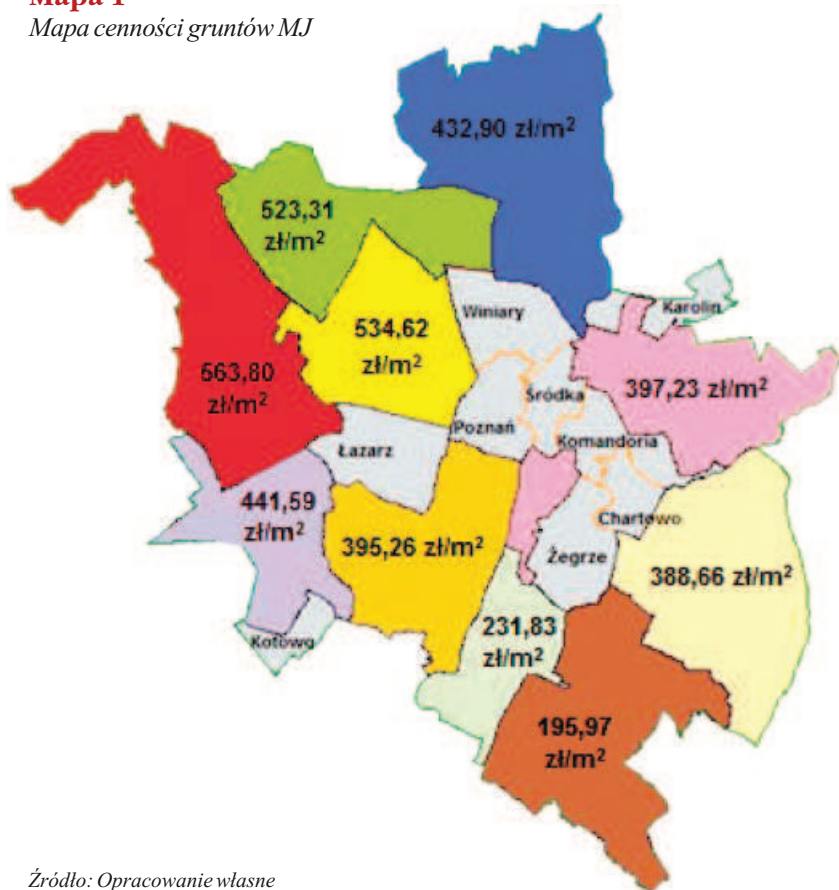 Mapa 1
Mapa cenności gruntów MJ
432,90 zł/m²
523,31
zł/m²
Karolin
Winiary
534,62
zł/m²
563,80
zł/m²
397,23 zł/m²
Śródka
Poznań
Komandoria
Łazarz
441,59
zł/m²
Chartowo
395,26 zł/m²
Żegrze
388,66 zł/m²
231,83
zł/m²
Kotowo
195,97
zł/m²
Źródło: Opracowanie własne